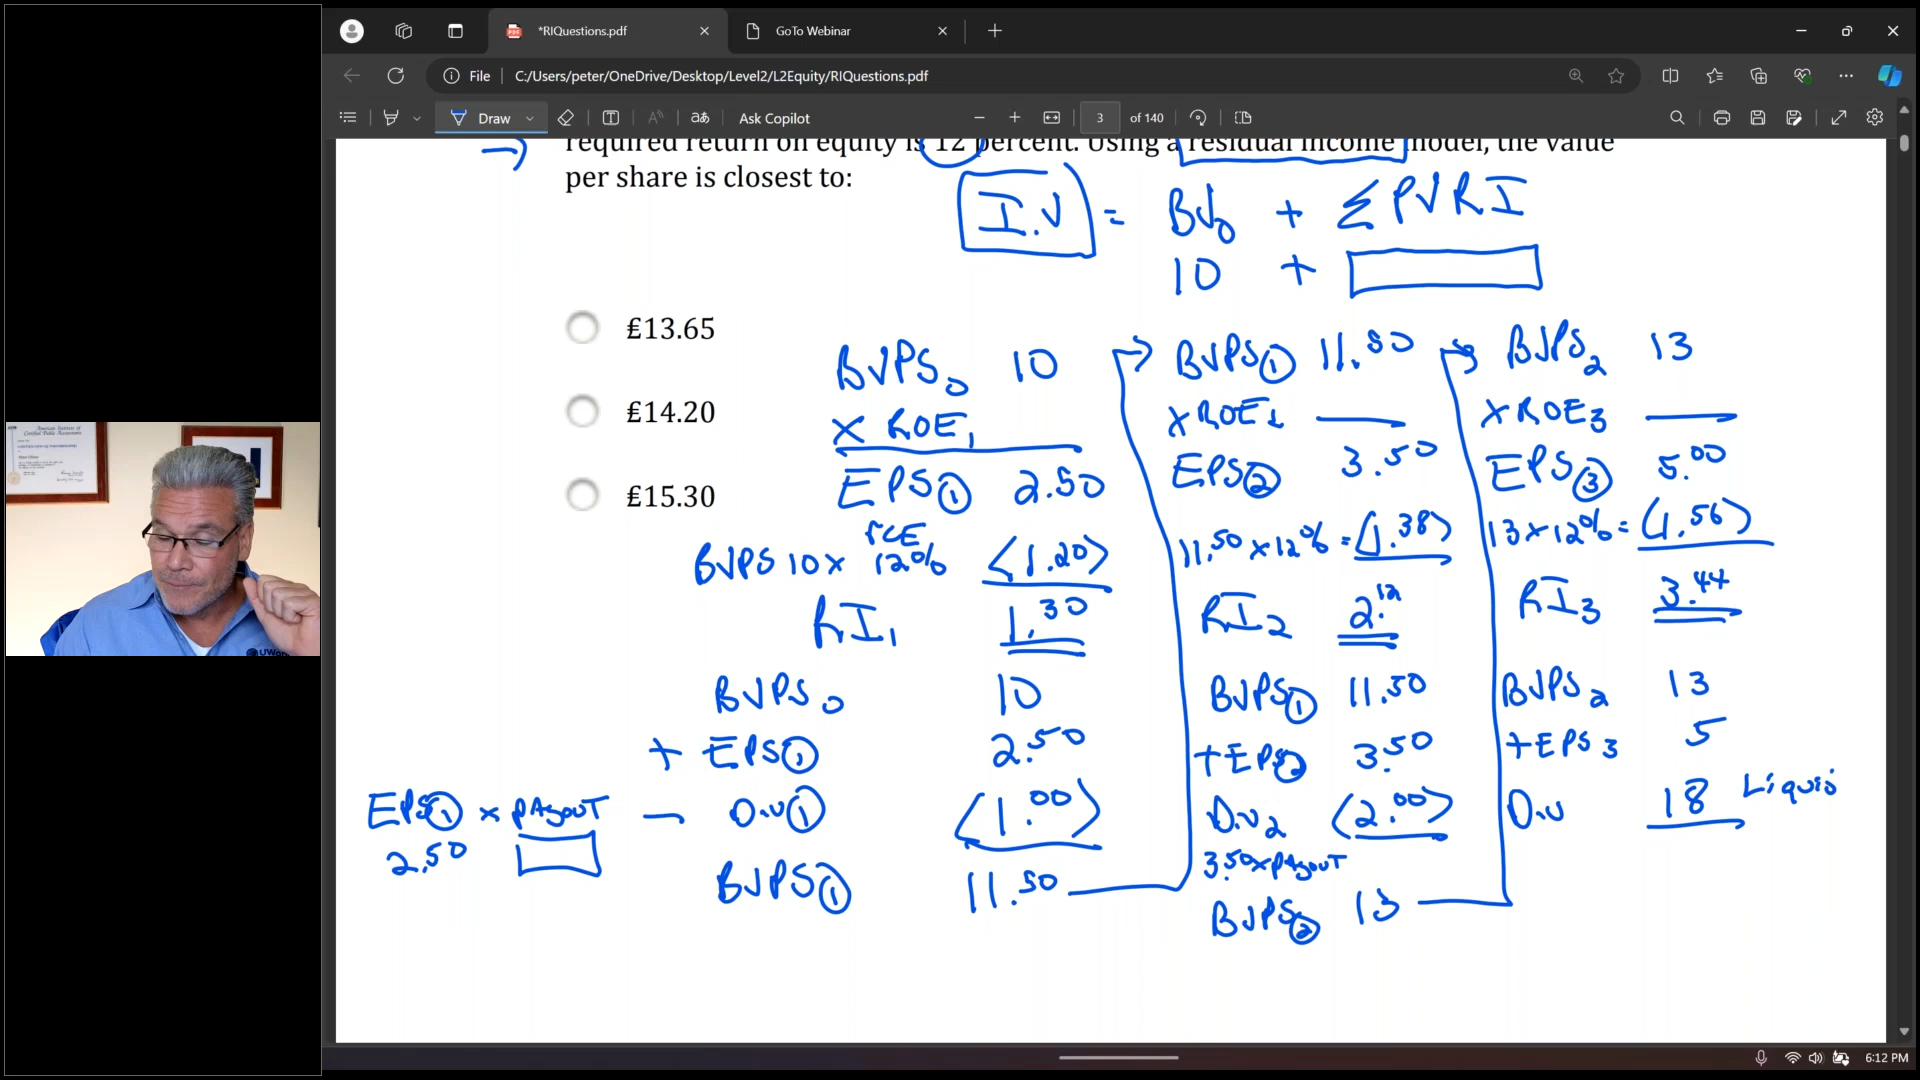 *RIQuestions.pdf
GoTo Webinar
File | C:/Users/peter/OneDrive/Desktop/Level2/L2Equity/RIQuestions.pdf
Draw
Ask Copilot
3 of 140
required return on equity is 12 percent. Using a residual income model, the value
per share is closest to:
I.V = BV0 + Σ PVRI
10 +
£13.65
£14.20
£15.30
BVPS0 10
X ROE1
EPS① 2.50
rCE
BVPS 10 x 12% <1.20>
RI1 1.30
BVPS0 10
+ EPS① 2.50
EPS① x PAYOUT
2.50
— DIV① <1.00>
BVPS① 11.50
BVPS① 11.50
X ROE2
EPS② 3.50
11.50 x 12% = <1.38>
RI2 2.12
BVPS① 11.50
+EPS② 3.50
DIV2 <2.00>
3.50 x PAYOUT
BVPS② 13
BVPS2 13
X ROE3
EPS③ 5.00
13 x 12% = <1.56>
RI3 3.44
BVPS2 13
+EPS3 5
DIV 18 Liquid
6:12 PM